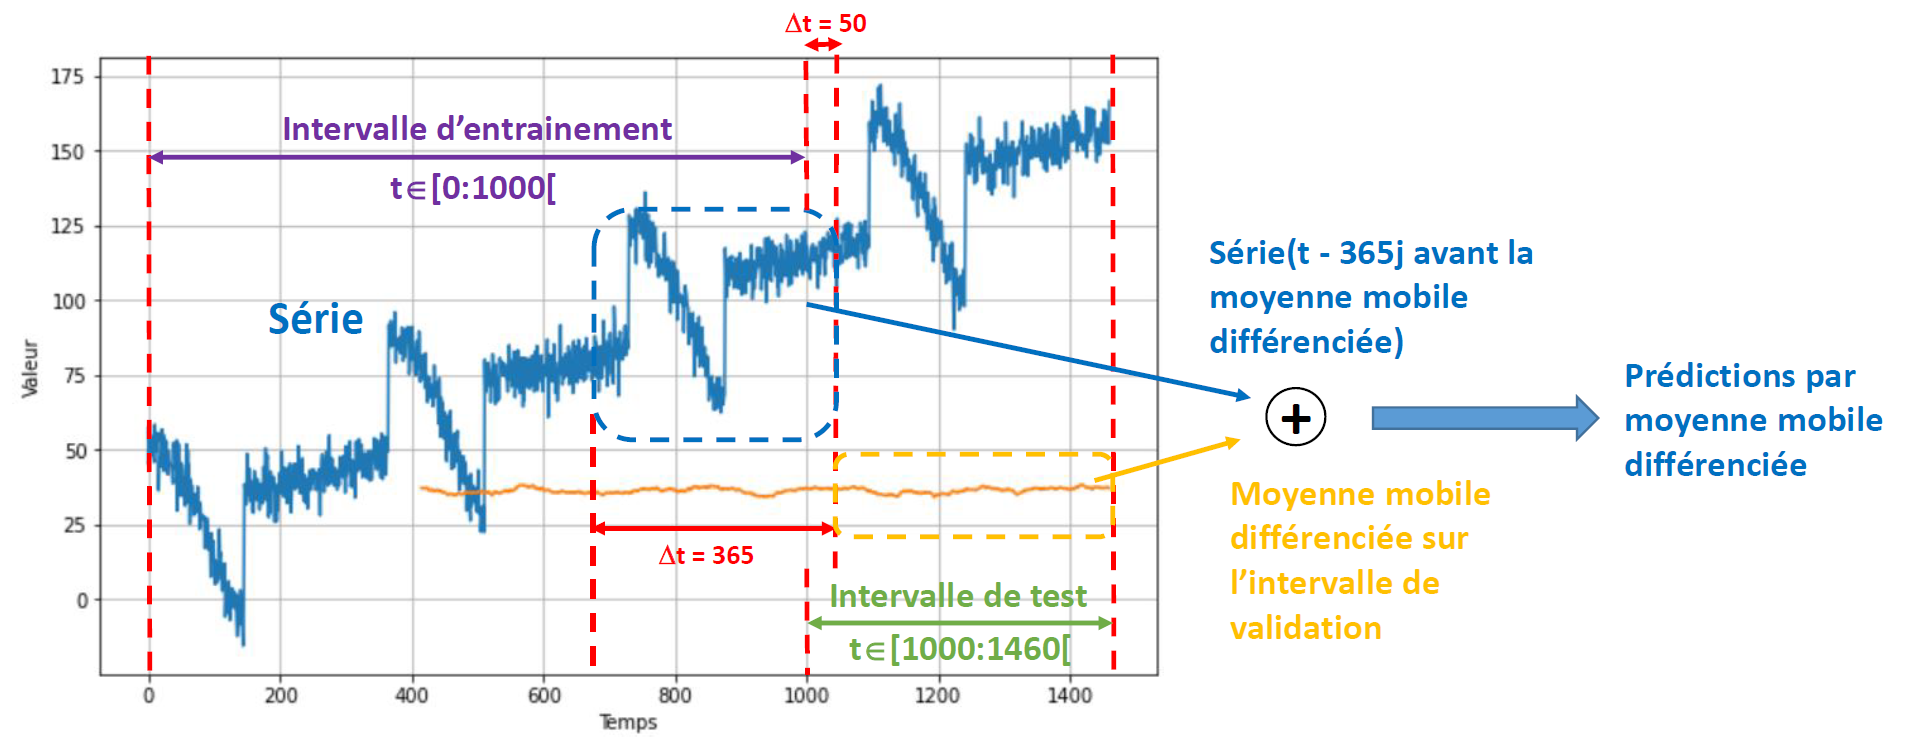 Δt = 50
175
150
125
100
75
50
25
0
Valeur
Intervalle d’entrainement
t∈[0:1000[
Série
Δt = 365
Intervalle de test
t∈[1000:1460[
0
200
400
600
800
1000
1200
1400
Temps
Série(t - 365j avant la
moyenne mobile
différenciée)
+
Moyenne mobile
différenciée sur
l’intervalle de
validation
Prédictions par
moyenne mobile
différenciée